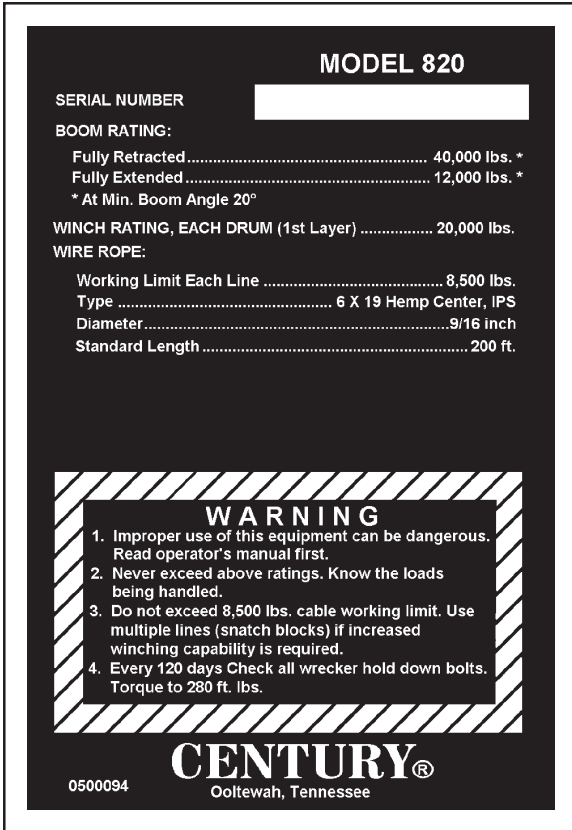 MODEL 820
SERIAL NUMBER
BOOM RATING:
Fully Retracted............................................................ 40,000 lbs. *
Fully Extended............................................................. 12,000 lbs. *
* At Min. Boom Angle 20°
WINCH RATING, EACH DRUM (1st Layer) .................. 20,000 lbs.
WIRE ROPE:
Working Limit Each Line ............................................. 8,500 lbs.
Type ..................................................... 6 X 19 Hemp Center, IPS
Diameter............................................................................9/16 inch
Standard Length .................................................................. 200 ft.
WARNING
1. Improper use of this equipment can be dangerous.
Read operator's manual first.
2. Never exceed above ratings. Know the loads
being handled.
3. Do not exceed 8,500 lbs. cable working limit. Use
multiple lines (snatch blocks) if increased
winching capability is required.
4. Every 120 days Check all wrecker hold down bolts.
Torque to 280 ft. lbs.
CENTURY®
0500094 Ooltewah, Tennessee